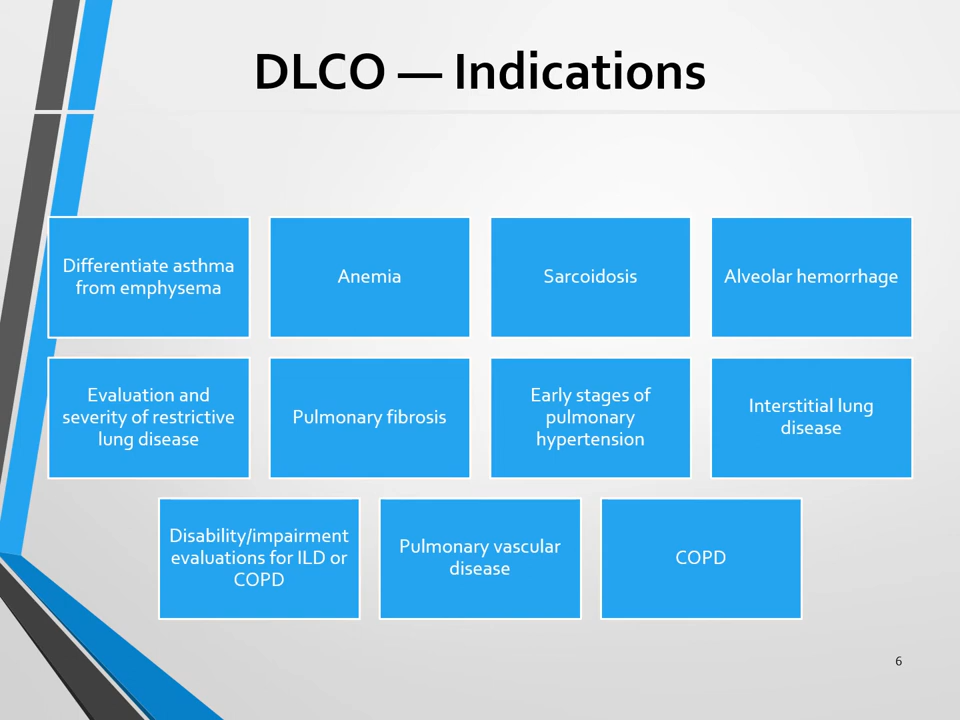 DLCO — Indications
Differentiate asthma
from emphysema
Anemia
Sarcoidosis
Alveolar hemorrhage
Evaluation and
severity of restrictive
lung disease
Pulmonary fibrosis
Early stages of
pulmonary
hypertension
Interstitial lung
disease
Disability/impairment
evaluations for ILD or
COPD
Pulmonary vascular
disease
COPD
6